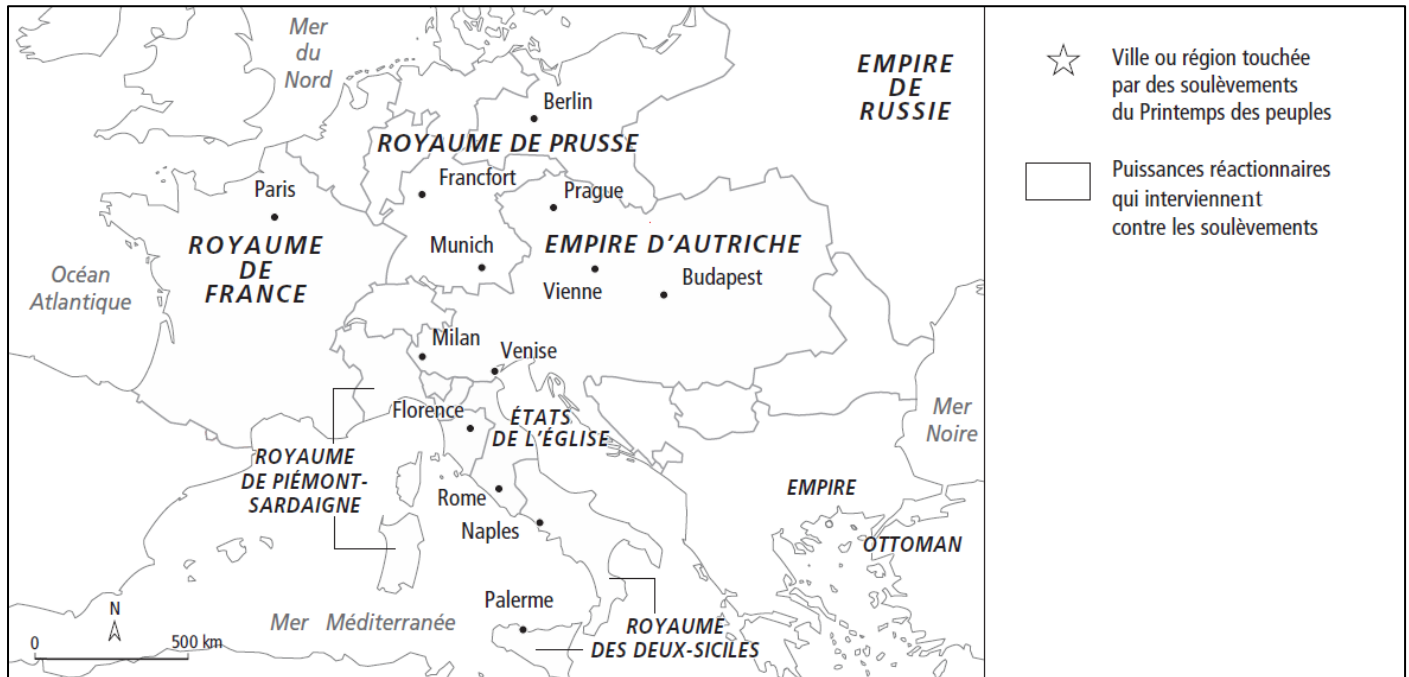 Mer
du
Nord
EMPIRE
DE
RUSSIE
Berlin
ROYAUME DE PRUSSE
Francfort
Paris
Prague
ROYAUME
DE
FRANCE
Munich
EMPIRE D'AUTRICHE
Océan
Atlantique
Vienne
Budapest
Milan
Venise
Florence
ÉTATS
DE L'ÉGLISE
Mer
Noire
ROYAUME
DE PIÉMONT-
SARDAIGNE
Rome
Naples
EMPIRE
OTTOMAN
Palerme
Mer Méditerranée
ROYAUME
DES DEUX-SICILES
N
0
500 km
Ville ou région touchée
par des soulèvements
du Printemps des peuples
Puissances réactionnaires
qui interviennent
contre les soulèvements